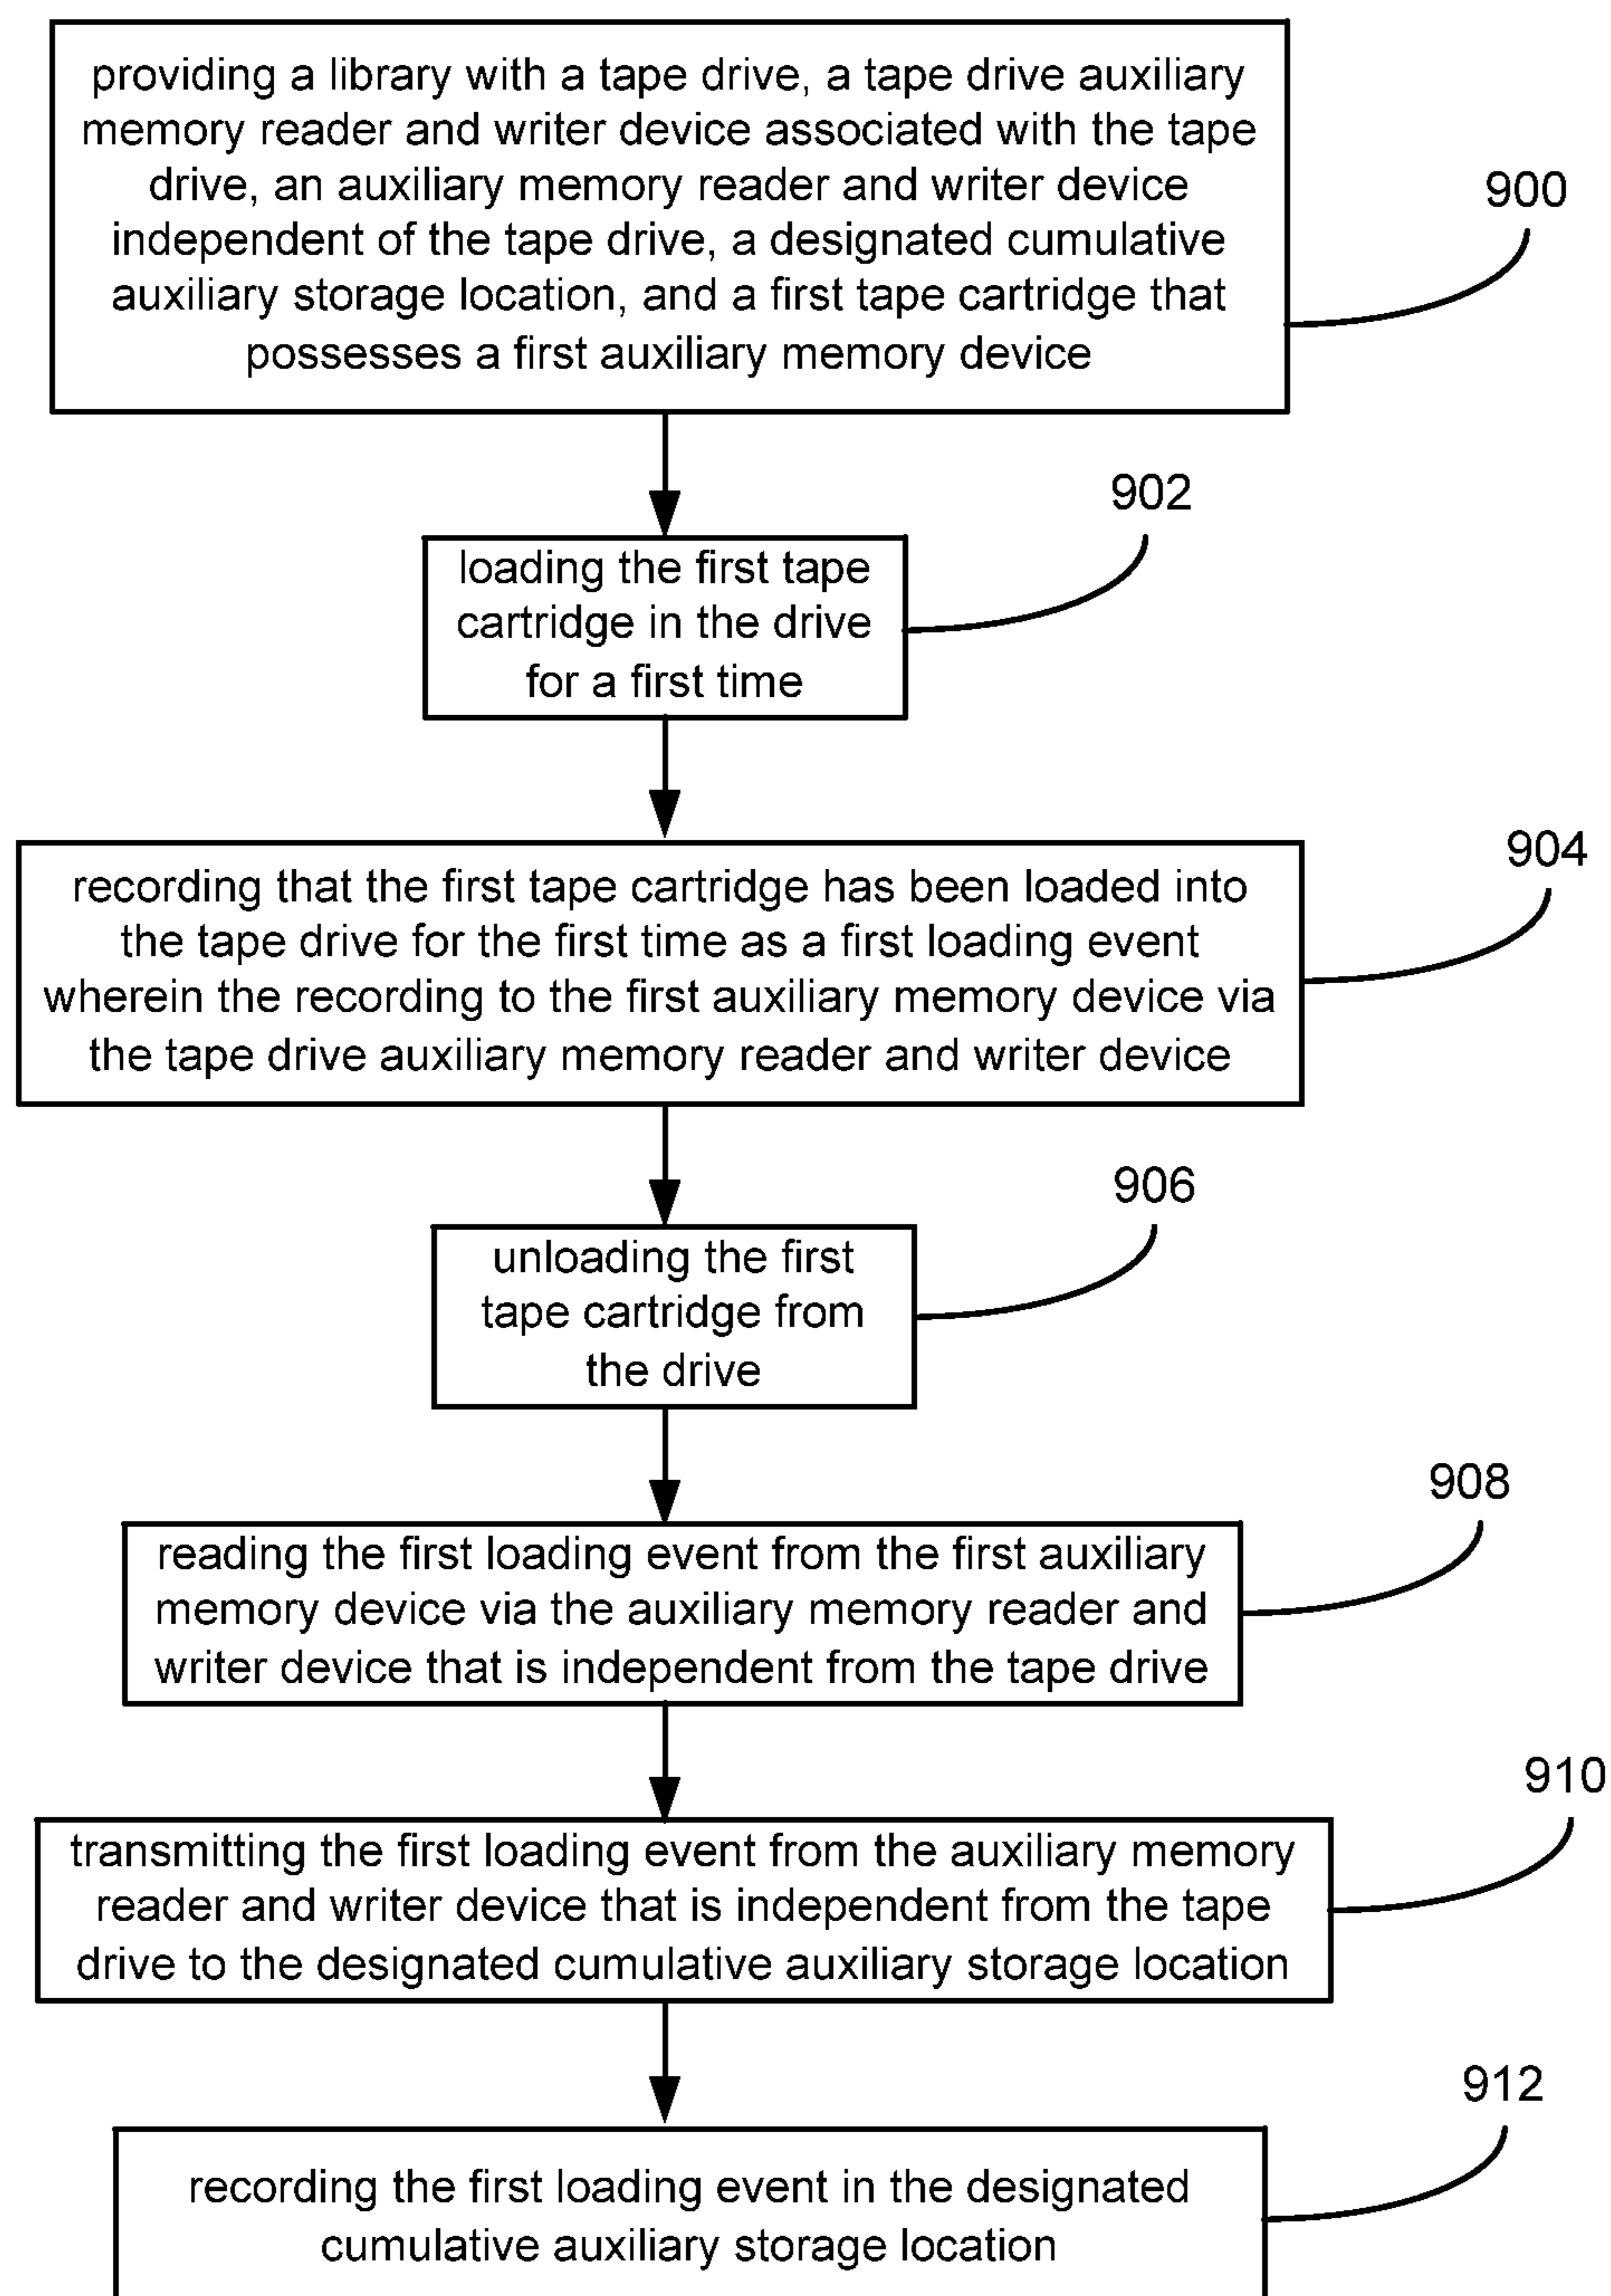 providing a library with a tape drive, a tape drive auxiliary
memory reader and writer device associated with the tape
drive, an auxiliary memory reader and writer device
independent of the tape drive, a designated cumulative
auxiliary storage location, and a first tape cartridge that
possesses a first auxiliary memory device
900
902
loading the first tape
cartridge in the drive
for a first time
904
recording that the first tape cartridge has been loaded into
the tape drive for the first time as a first loading event
wherein the recording to the first auxiliary memory device via
the tape drive auxiliary memory reader and writer device
906
unloading the first
tape cartridge from
the drive
908
reading the first loading event from the first auxiliary
memory device via the auxiliary memory reader and
writer device that is independent from the tape drive
910
transmitting the first loading event from the auxiliary memory
reader and writer device that is independent from the tape
drive to the designated cumulative auxiliary storage location
912
recording the first loading event in the designated
cumulative auxiliary storage location